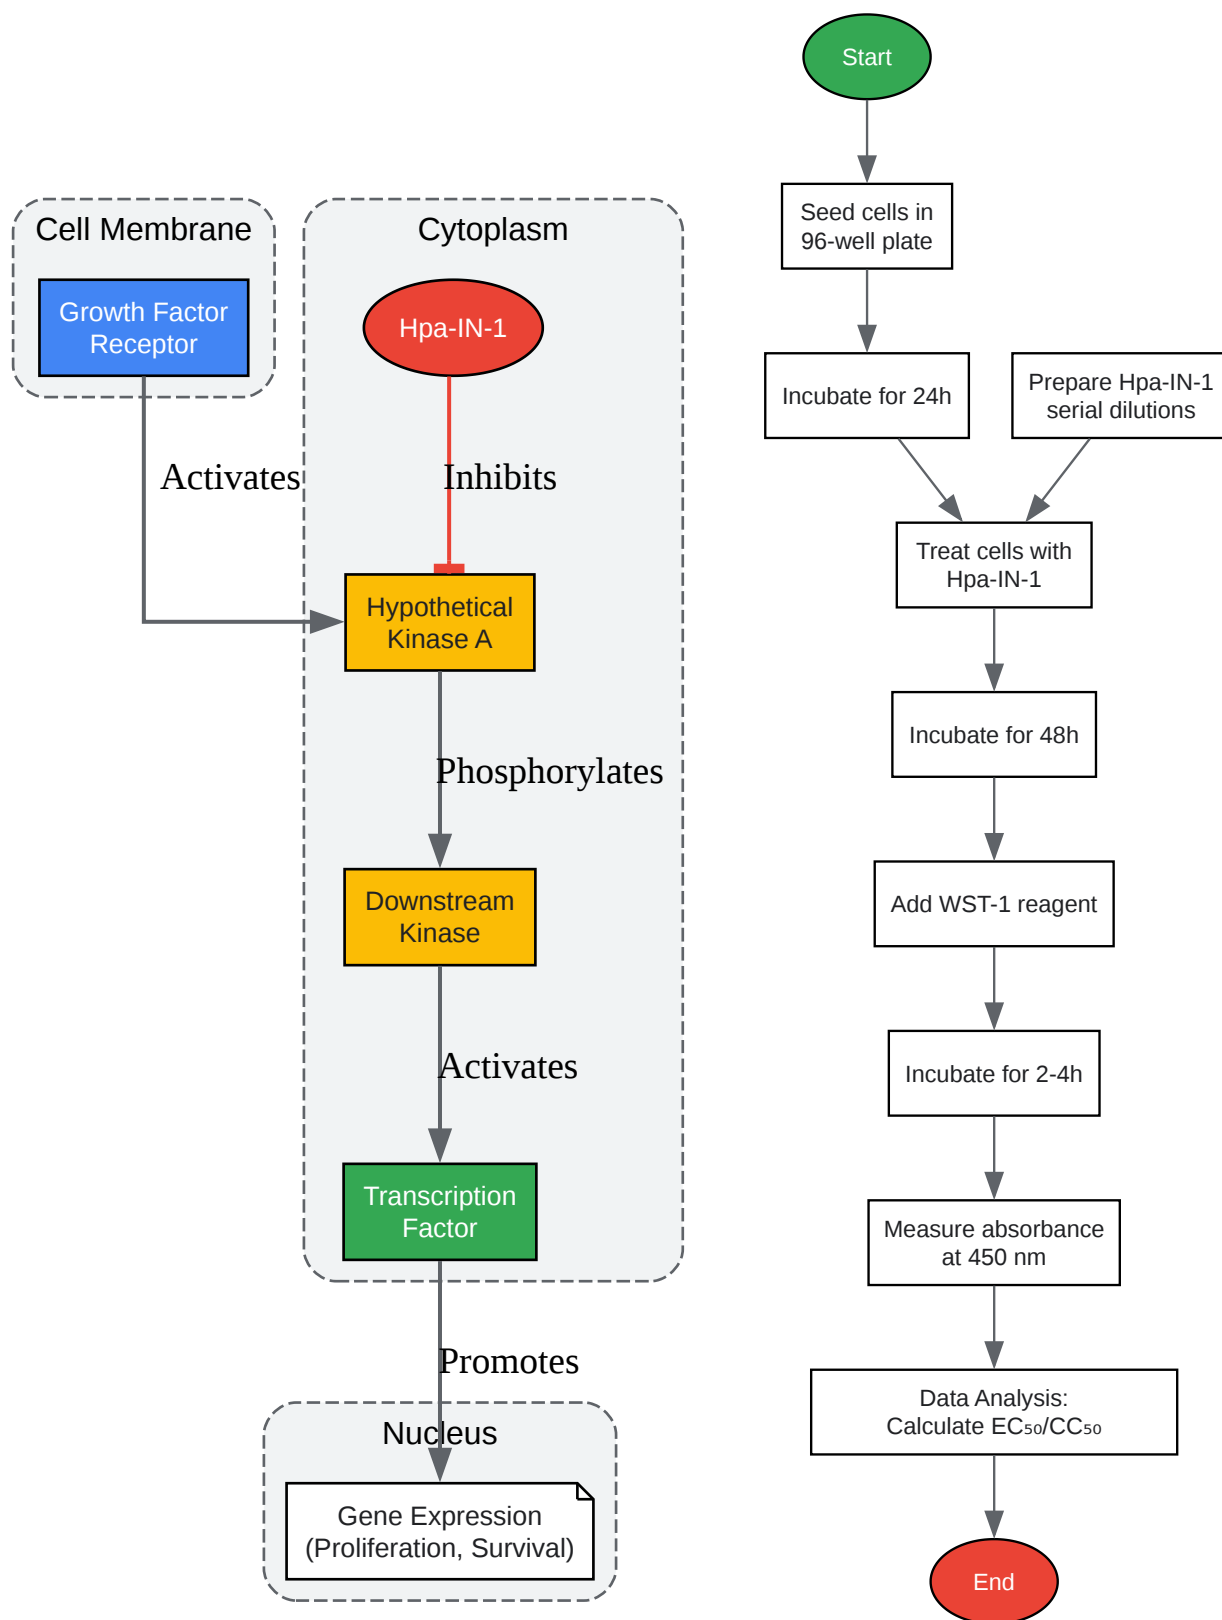 Cell Membrane
Growth Factor
Receptor
Activates
Cytoplasm
Hpa-IN-1
Inhibits
Hypothetical
Kinase A
Phosphorylates
Downstream
Kinase
Activates
Transcription
Factor
Promotes
Nucleus
Gene Expression
(Proliferation, Survival)
Start
Seed cells in
96-well plate
Incubate for 24h
Prepare Hpa-IN-1
serial dilutions
Treat cells with
Hpa-IN-1
Incubate for 48h
Add WST-1 reagent
Incubate for 2-4h
Measure absorbance
at 450 nm
Data Analysis:
Calculate EC₅₀/CC₅₀
End